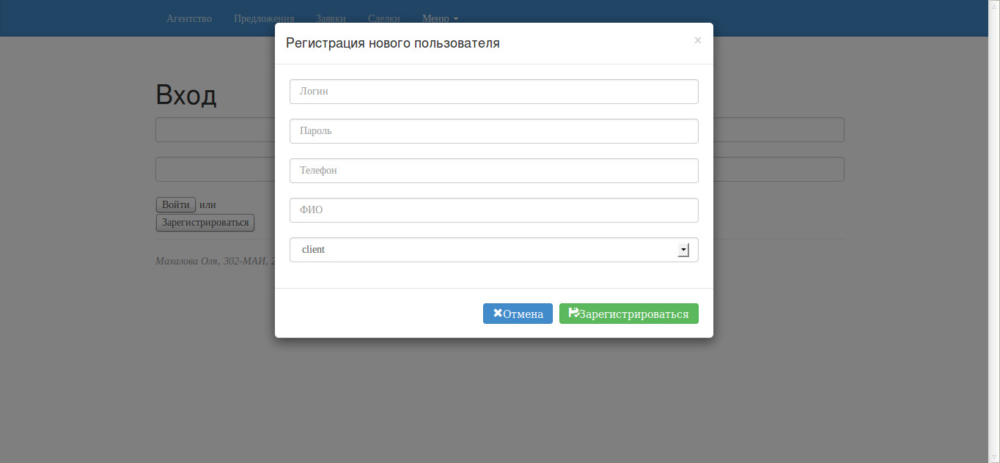 Агентство Предложения Заявки Сделки Меню
Регистрация нового пользователя ×
Вход
Логин
Пароль
Телефон
ФИО
client
Войти или
Зарегистрироваться
Махалова Оля, 302-МАИ, 2
Отмена Зарегистрироваться